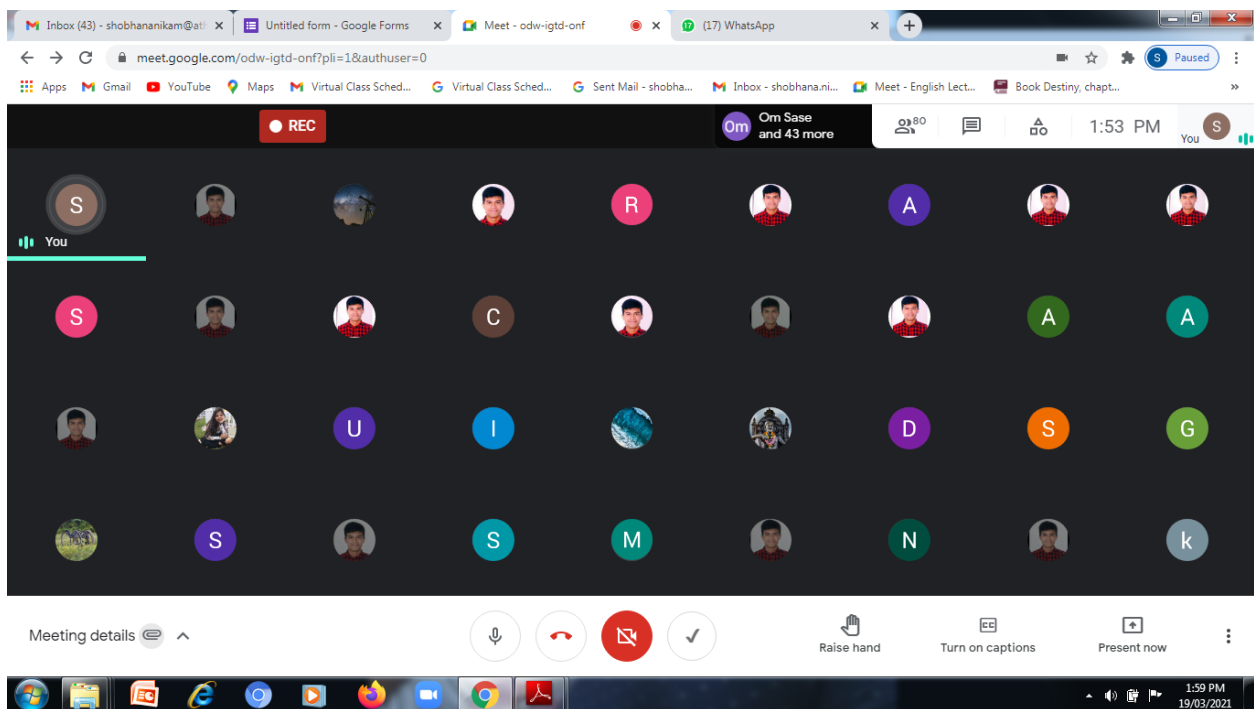 Inbox (43) - shobhananikam@ath
Untitled form - Google Forms
Meet - odw-igtd-onf
(17) WhatsApp
meet.google.com/odw-igtd-onf?pli=1&authuser=0
S Paused
Apps Gmail YouTube Maps Virtual Class Sched... Virtual Class Sched... Sent Mail - shobha... Inbox - shobhana.ni... Meet - English Lect... Book Destiny, chapt... »
REC
Om
Om Sase
and 43 more
80
1:53 PM
You
S
S R A
You
S C A A
U I D S G
S S M N k
Meeting details
Raise hand
CC
Turn on captions
Present now
1:59 PM
19/03/2021